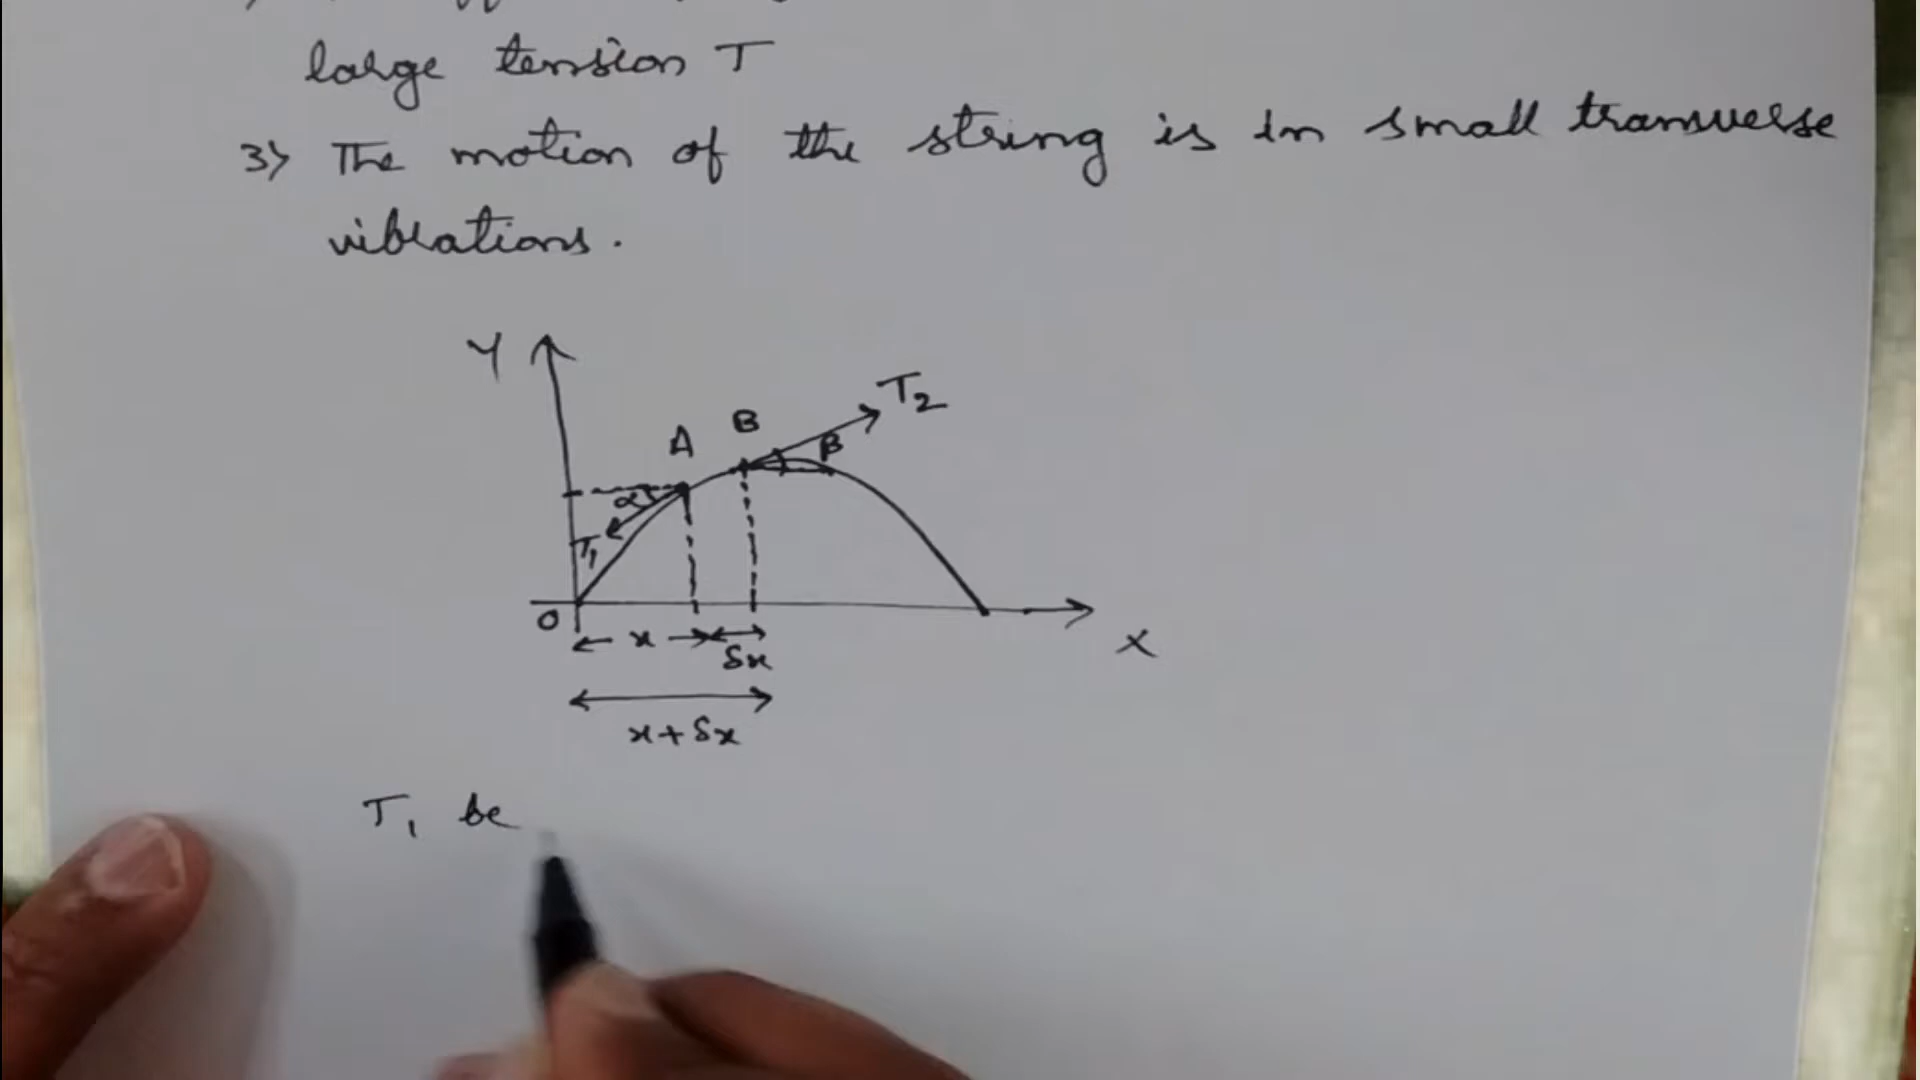 large tension T
3) The motion of the string is in small transverse
vibrations.
Y
T2
B
A
β
α
T1
O
x
δx
X
x+δx
T1 be